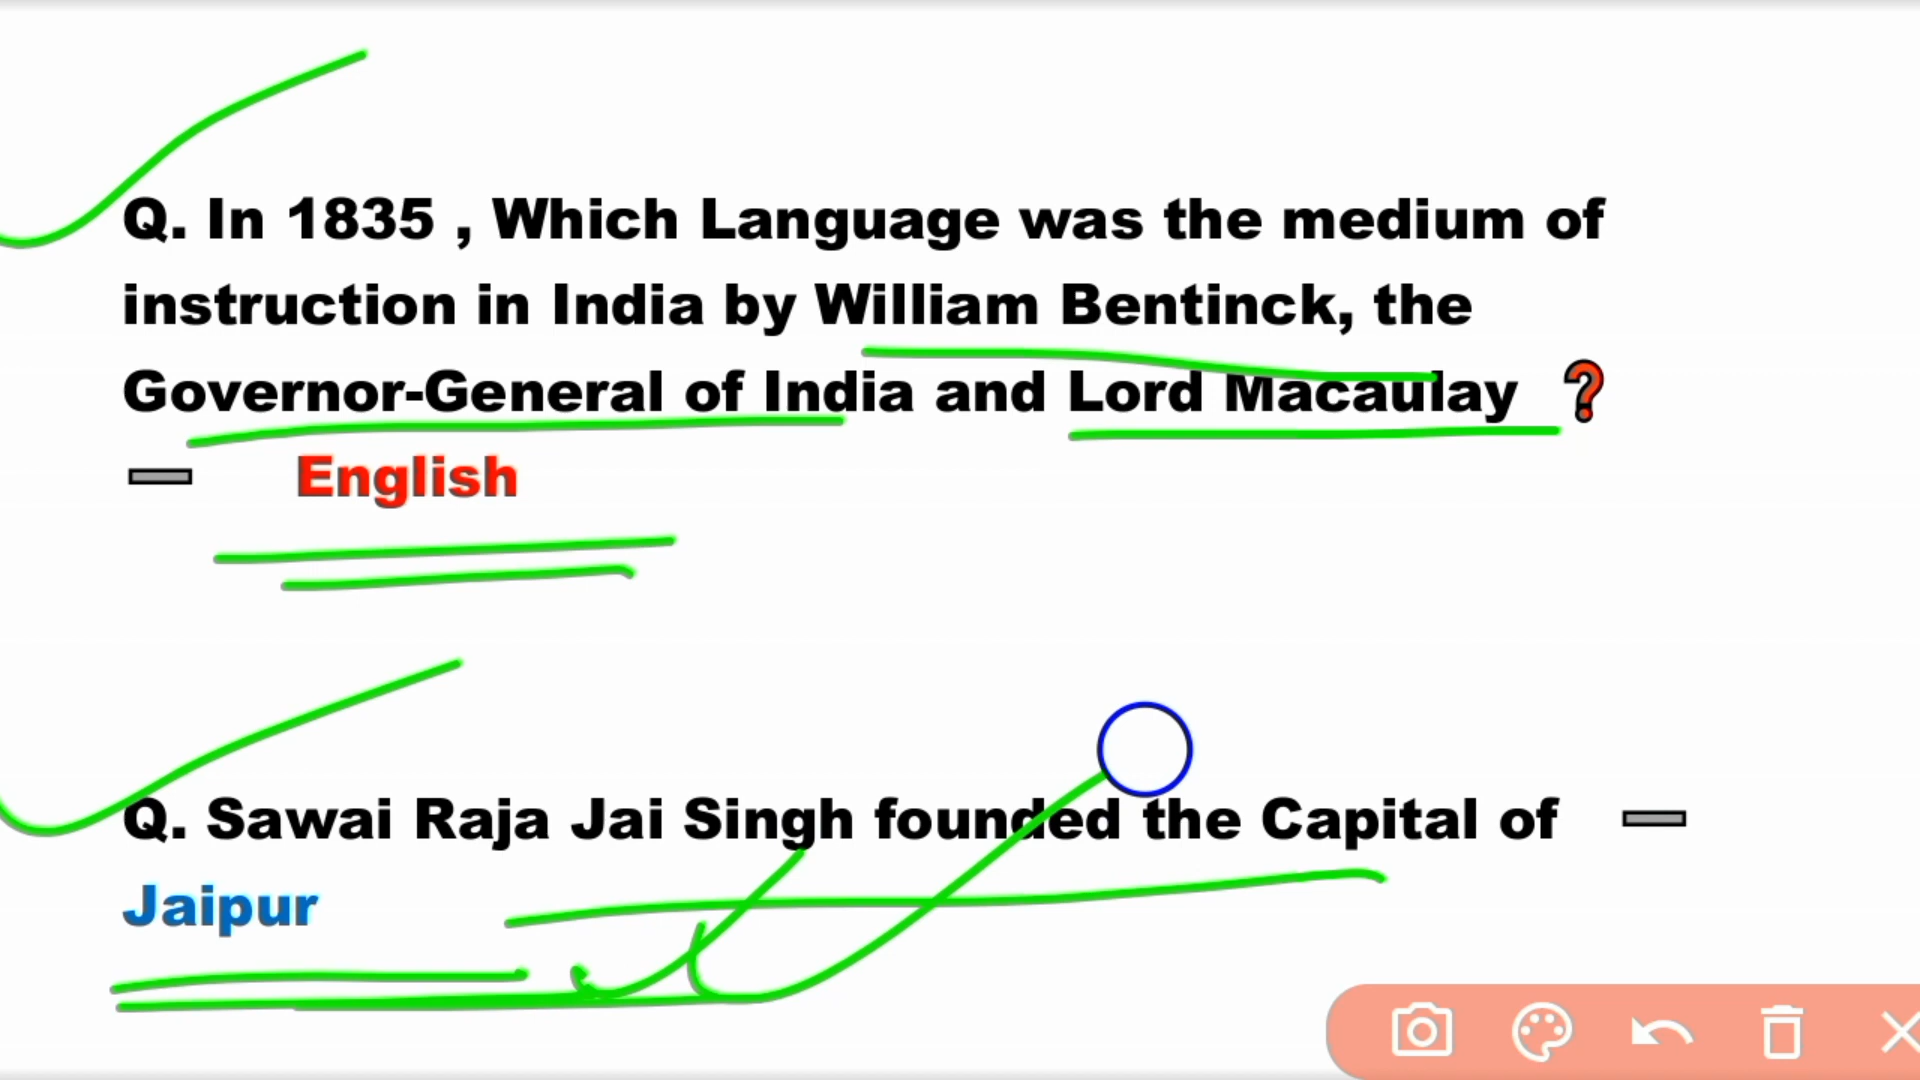 Q. In 1835 , Which Language was the medium of
instruction in India by William Bentinck, the
Governor-General of India and Lord Macaulay ❓
➖ English
Q. Sawai Raja Jai Singh founded the Capital of ➖
Jaipur